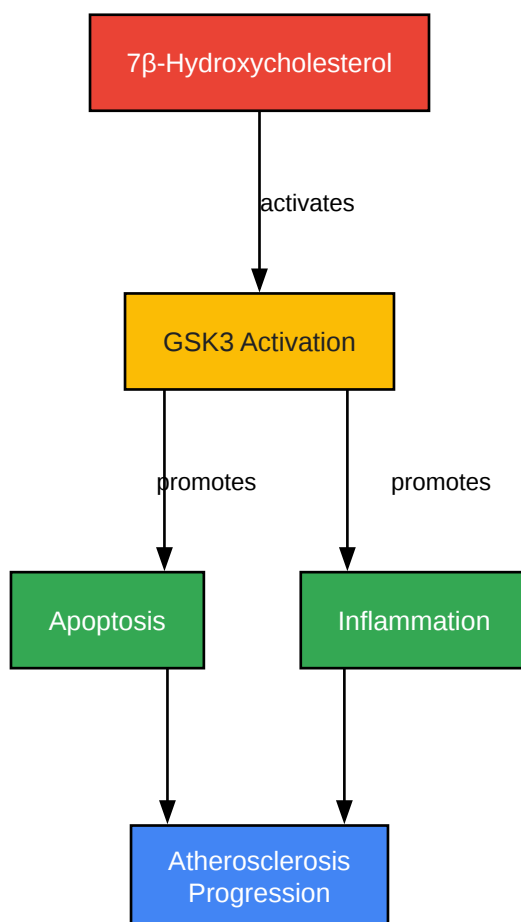 7β-Hydroxycholesterol
activates
GSK3 Activation
promotes
promotes
Apoptosis
Inflammation
Atherosclerosis
Progression